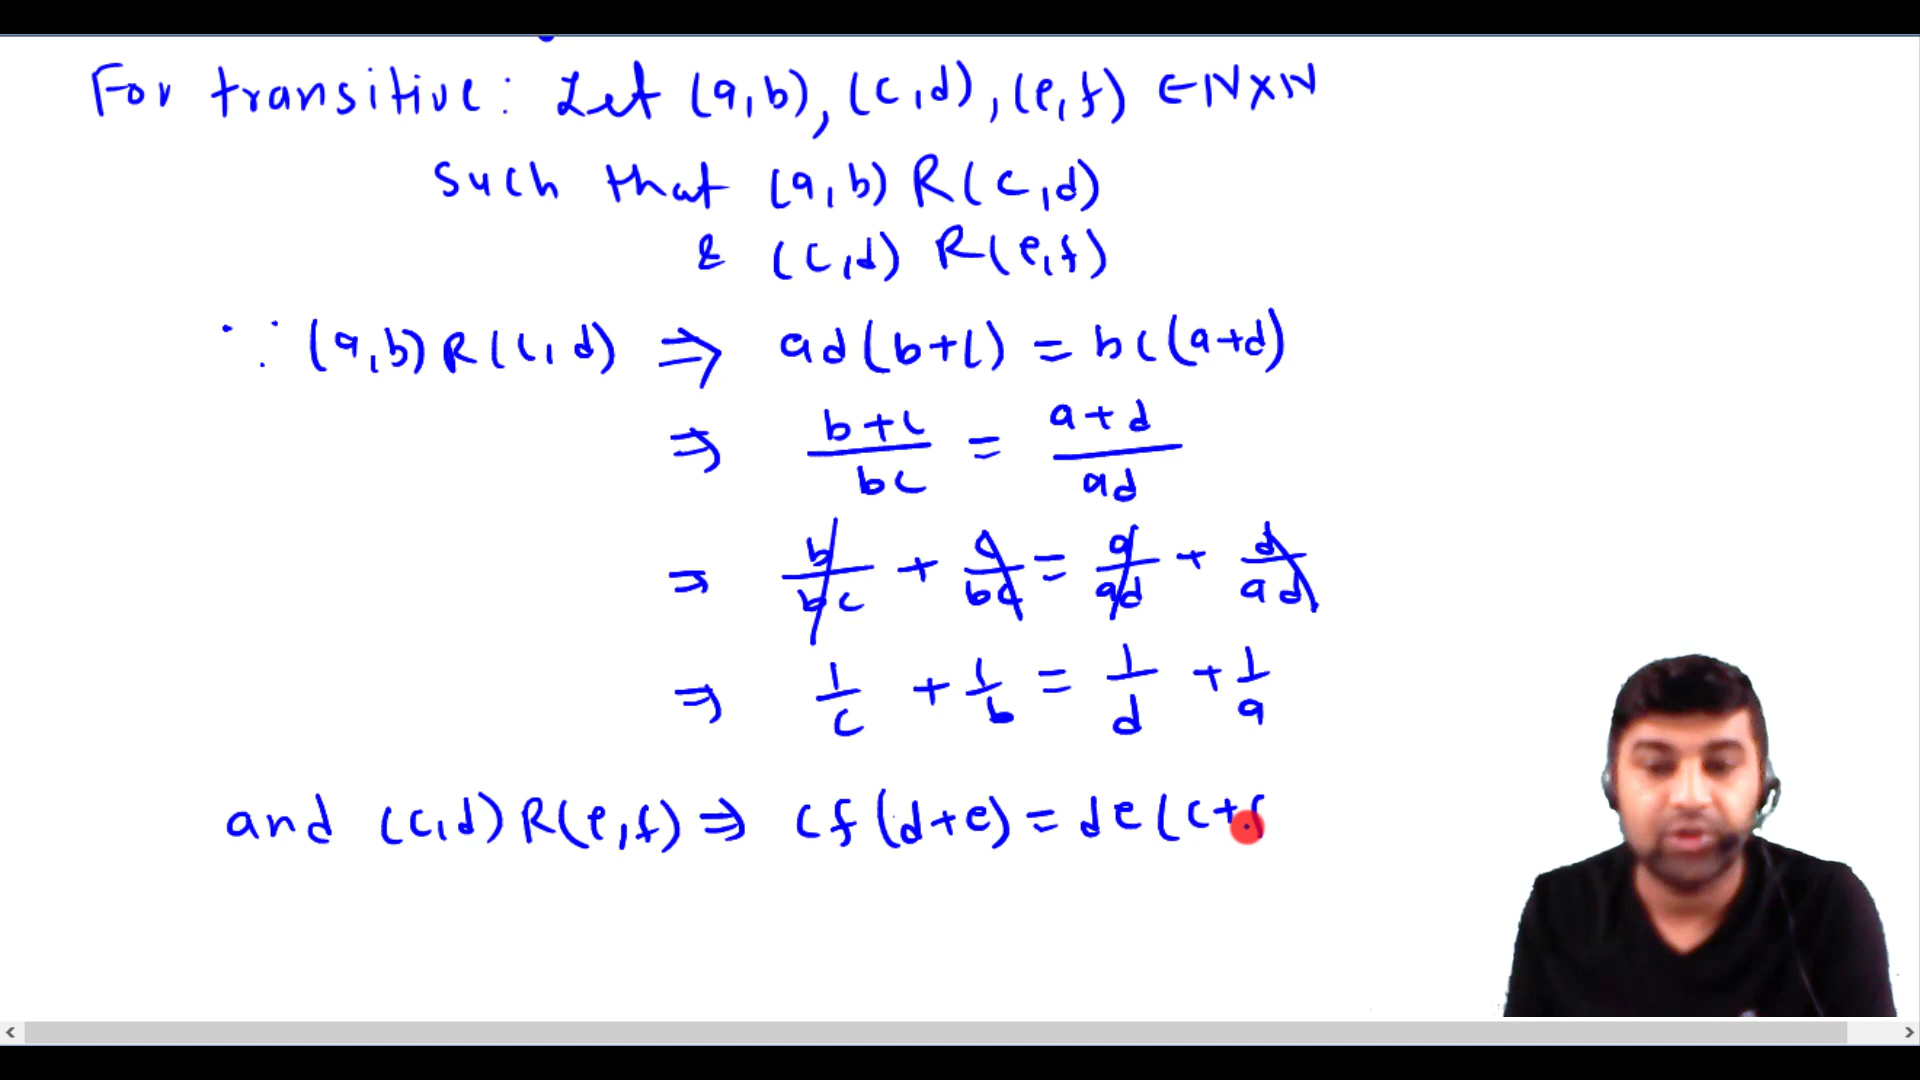 For transitive: Let (a,b), (c,d), (e,f) ∈ N×N
such that (a,b) R (c,d)
& (c,d) R (e,f)
∵ (a,b) R (c,d) ⇒ ad(b+c) = bc(a+d)
⇒ b+c/bc = a+d/ad
⇒ b/bc + c/bc = a/ad + d/ad
⇒ 1/c + 1/b = 1/d + 1/a
and (c,d) R (e,f) ⇒ cf(d+e) = de(c+